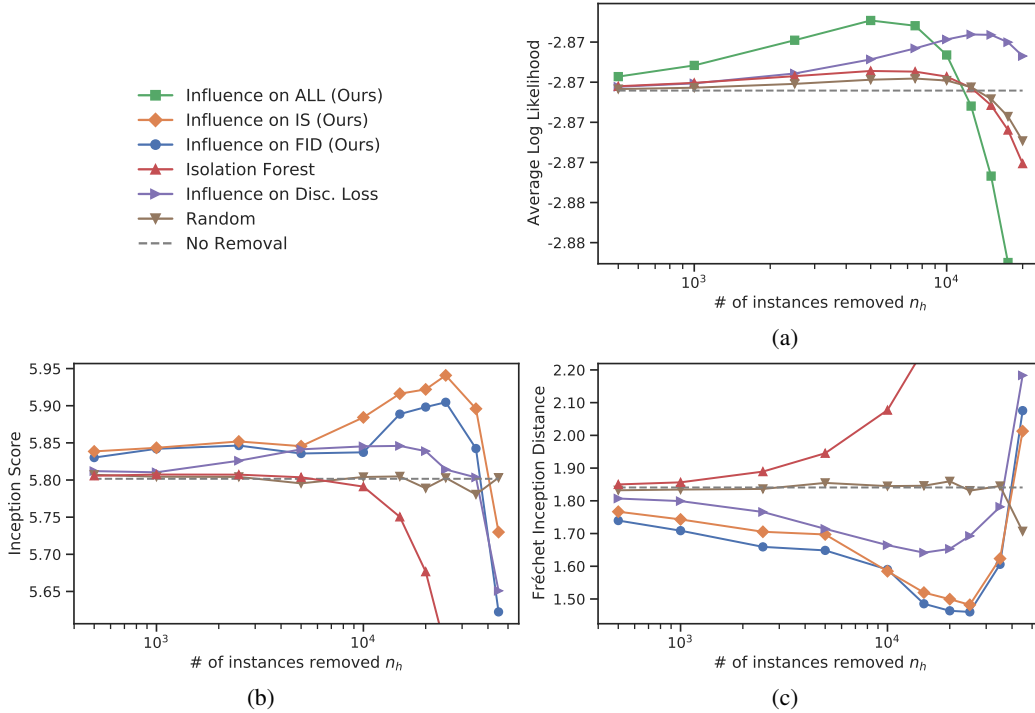 Influence on ALL (Ours)
Influence on IS (Ours)
Influence on FID (Ours)
Isolation Forest
Influence on Disc. Loss
Random
No Removal
Average Log Likelihood
-2.87
-2.87
-2.87
-2.87
-2.88
-2.88
10³
10⁴
# of instances removed nₕ
(a)
Inception Score
5.95
5.90
5.85
5.80
5.75
5.70
5.65
10³
10⁴
# of instances removed nₕ
(b)
Fréchet Inception Distance
2.20
2.10
2.00
1.90
1.80
1.70
1.60
1.50
10³
10⁴
# of instances removed nₕ
(c)